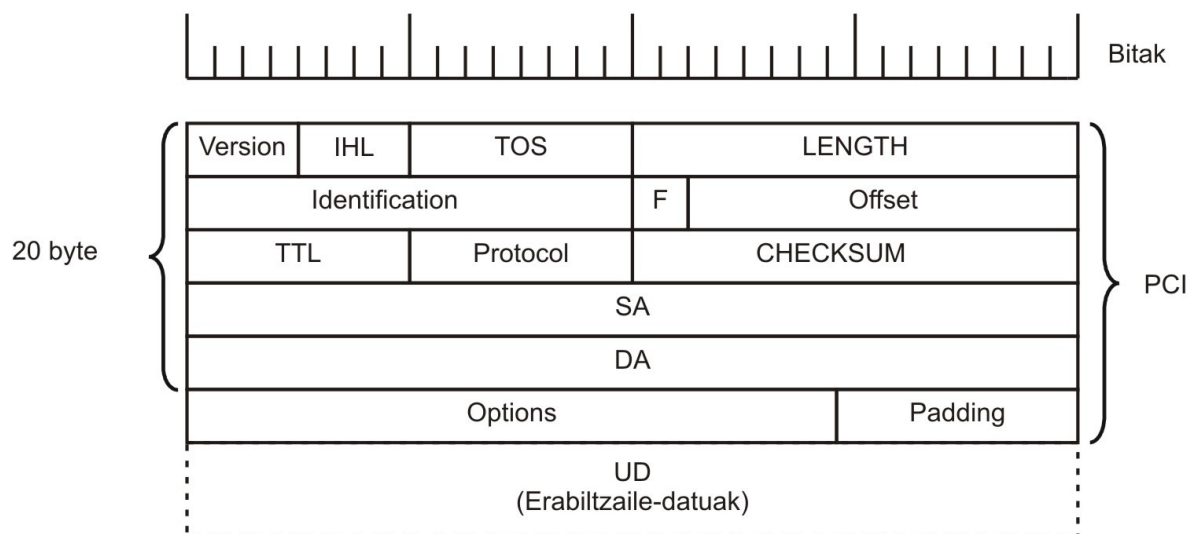 Bitak
Version IHL TOS LENGTH
Identification F Offset
20 byte
TTL Protocol CHECKSUM
PCI
SA
DA
Options Padding
UD
(Erabiltzaile-datuak)